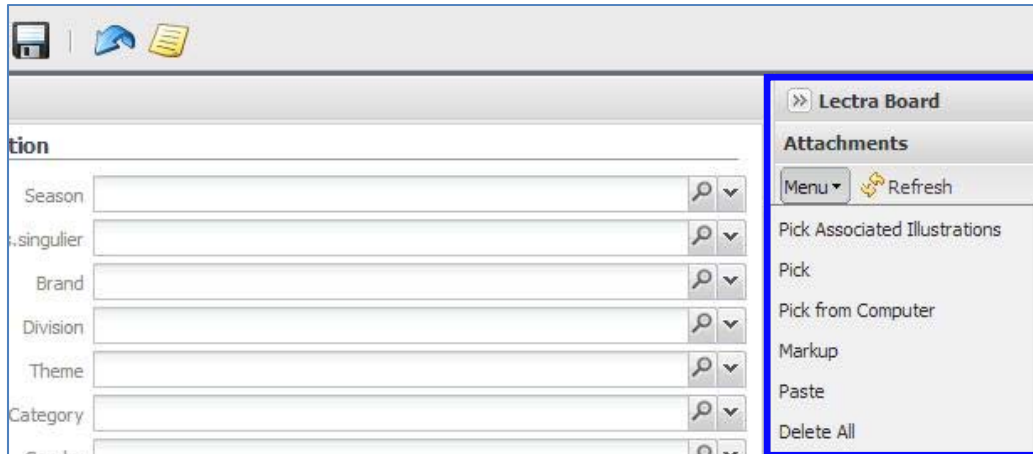 Lectra Board
tion
Attachments
Menu Refresh
Season
s.singulier
Brand
Division
Theme
Category
Pick Associated Illustrations
Pick
Pick from Computer
Markup
Paste
Delete All